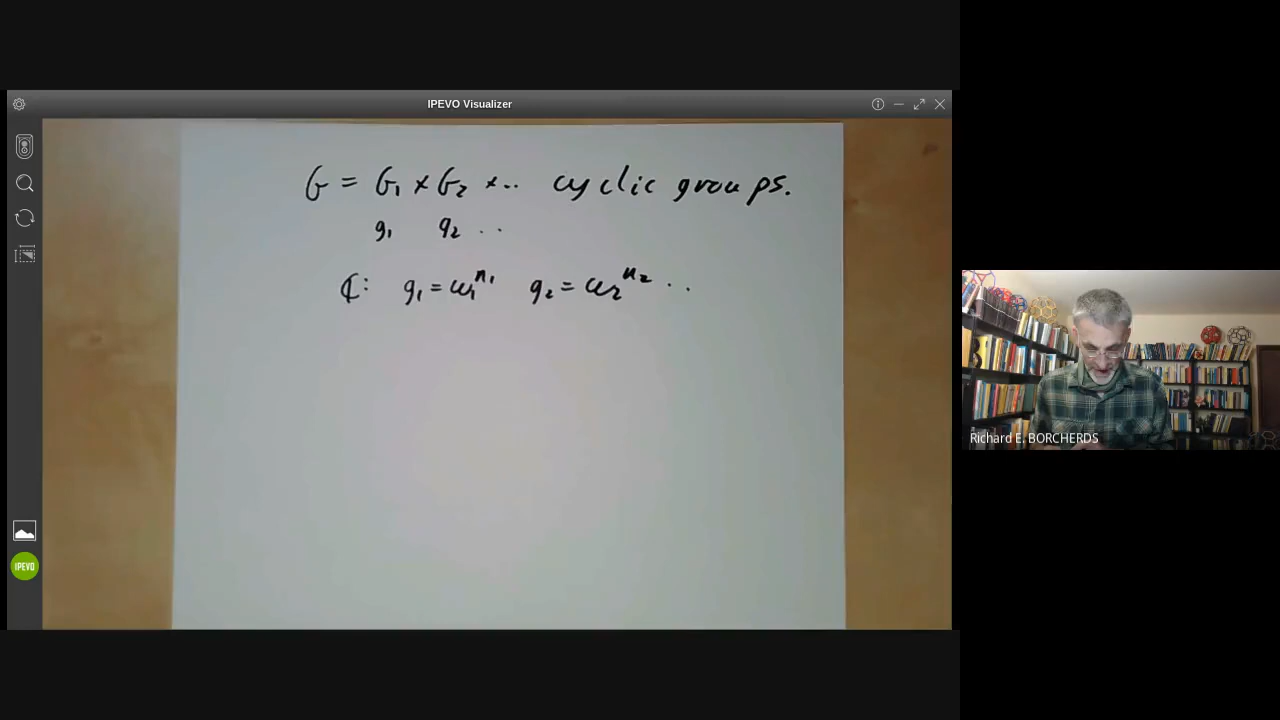 IPEVO Visualizer
G = G₁ × G₂ × .. cyclic groups.
g₁ g₂ ..
ℂ: g₁ = ω₁^n₁ g₂ = ω₂^n₂ ..
IPEVO
Richard E. BORCHERDS